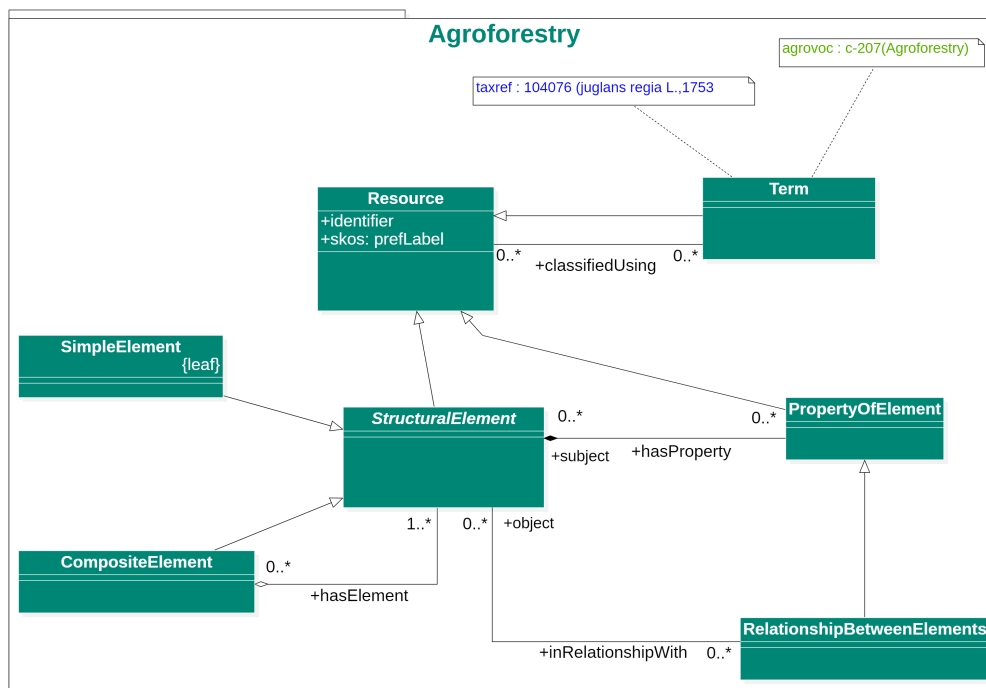 Agroforestry
agrovoc : c-207(Agroforestry)
taxref : 104076 (juglans regia L.,1753
Resource
+identifier
+skos: prefLabel
Term
0..*
+classifiedUsing
0..*
SimpleElement
{leaf}
StructuralElement
0..*
+subject
+hasProperty
0..*
PropertyOfElement
1..*
0..*
+object
CompositeElement
0..*
+hasElement
+inRelationshipWith
0..*
RelationshipBetweenElements